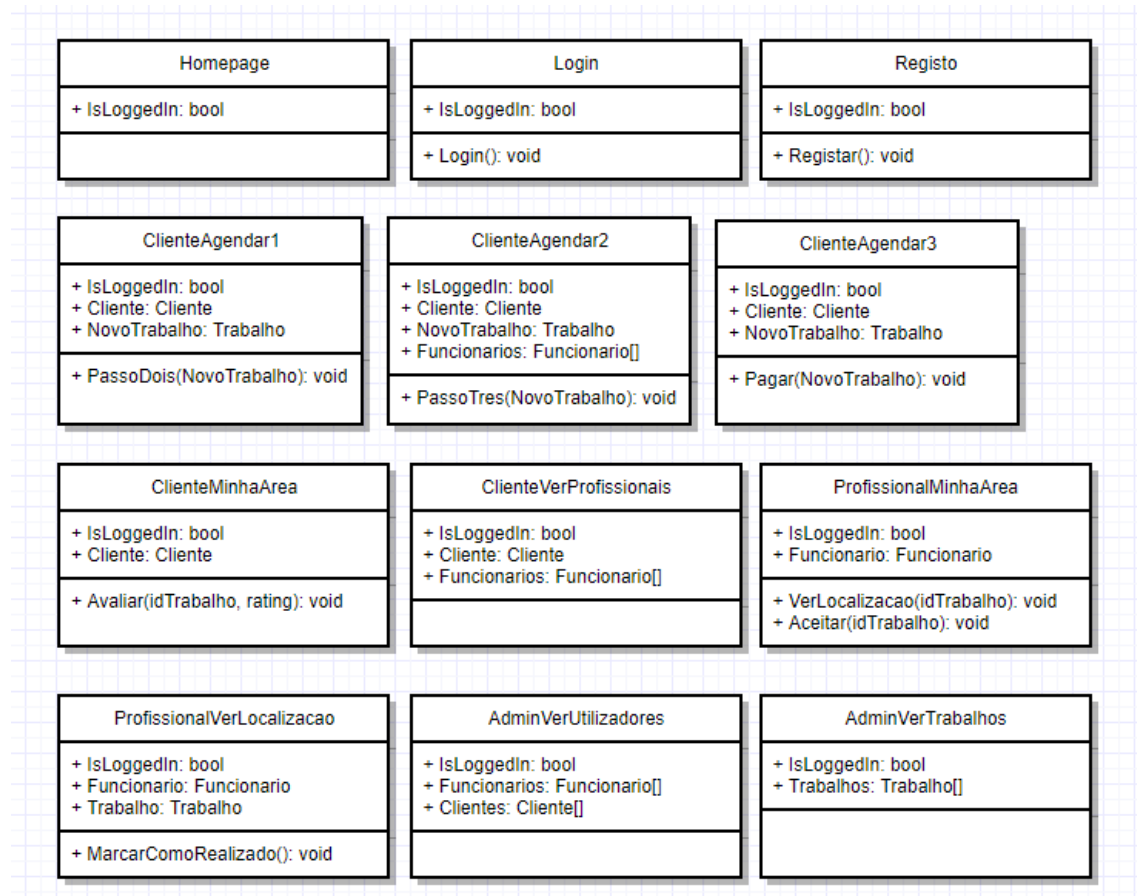 Homepage
+ IsLoggedIn: bool
Login
+ IsLoggedIn: bool
+ Login(): void
Registo
+ IsLoggedIn: bool
+ Registar(): void
ClienteAgendar1
+ IsLoggedIn: bool
+ Cliente: Cliente
+ NovoTrabalho: Trabalho
+ PassoDois(NovoTrabalho): void
ClienteAgendar2
+ IsLoggedIn: bool
+ Cliente: Cliente
+ NovoTrabalho: Trabalho
+ Funcionarios: Funcionario[]
+ PassoTres(NovoTrabalho): void
ClienteAgendar3
+ IsLoggedIn: bool
+ Cliente: Cliente
+ NovoTrabalho: Trabalho
+ Pagar(NovoTrabalho): void
ClienteMinhaArea
+ IsLoggedIn: bool
+ Cliente: Cliente
+ Avaliar(idTrabalho, rating): void
ClienteVerProfissionais
+ IsLoggedIn: bool
+ Cliente: Cliente
+ Funcionarios: Funcionario[]
ProfissionalMinhaArea
+ IsLoggedIn: bool
+ Funcionario: Funcionario
+ VerLocalizacao(idTrabalho): void
+ Aceitar(idTrabalho): void
ProfissionalVerLocalizacao
+ IsLoggedIn: bool
+ Funcionario: Funcionario
+ Trabalho: Trabalho
+ MarcarComoRealizado(): void
AdminVerUtilizadores
+ IsLoggedIn: bool
+ Funcionarios: Funcionario[]
+ Clientes: Cliente[]
AdminVerTrabalhos
+ IsLoggedIn: bool
+ Trabalhos: Trabalho[]